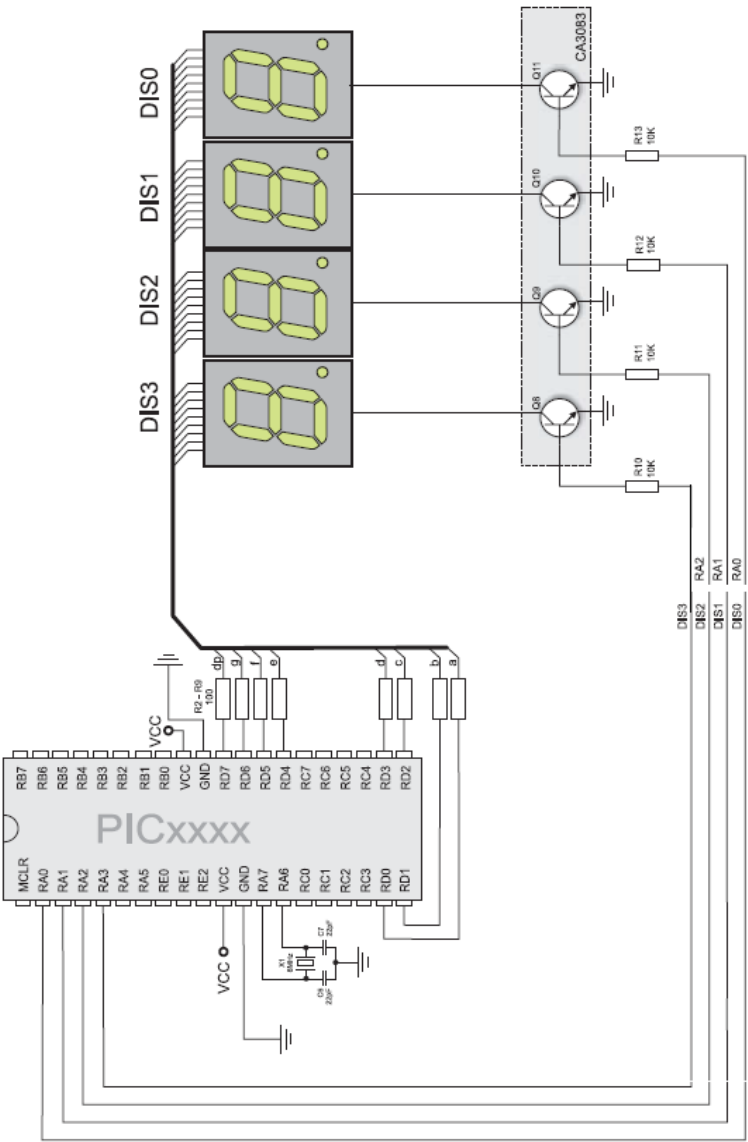 DIS0
DIS1
DIS2
DIS3
CA3083
Q11
Q10
Q9
Q8
R13
10K
R12
10K
R11
10K
R10
10K
DIS3
DIS2 RA2
DIS1 RA1
DIS0 RA0
dp
g
f
e
d
c
b
a
R2-R9
100
VCC
RB7
RB6
RB5
RB4
RB3
RB2
RB1
RB0
VCC
GND
RD7
RD6
RD5
RD4
RC7
RC6
RC5
RC4
RD3
RD2
PICxxxx
MCLR
RA0
RA1
RA2
RA3
RA4
RA5
RE0
RE1
RE2
VCC
GND
RA7
RA6
RC0
RC1
RC2
RC3
RD0
RD1
VCC
X1
8MHz
C7
22pF
22pF